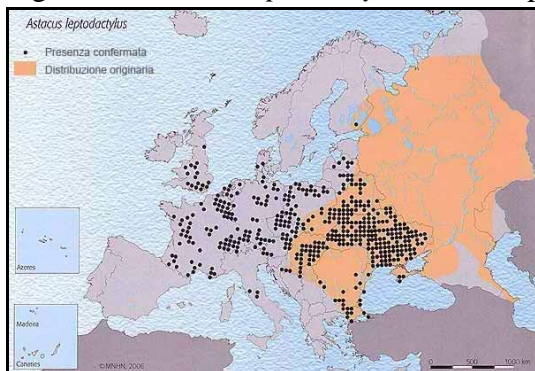 Astacus leptodactylus
Presenza confermata
Distribuzione originaria
Azores
Madeira
Canaries
©MNHN, 2006
0 500 1000 km